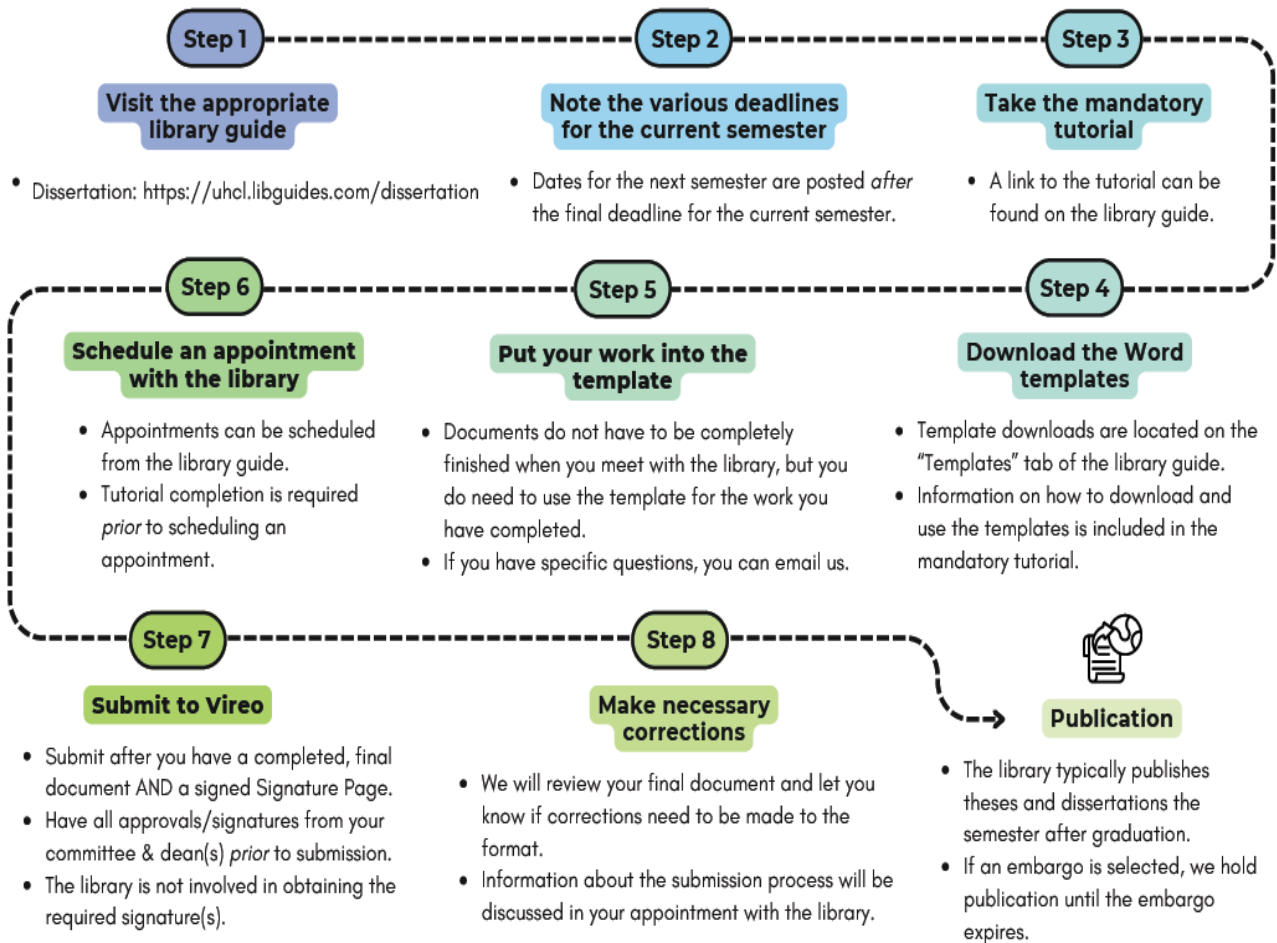 Step 1
Visit the appropriate
library guide
• Dissertation: https://uhcl.libguides.com/dissertation
Step 2
Note the various deadlines
for the current semester
• Dates for the next semester are posted after
the final deadline for the current semester.
Step 3
Take the mandatory
tutorial
• A link to the tutorial can be
found on the library guide.
Step 4
Download the Word
templates
• Template downloads are located on the
“Templates” tab of the library guide.
• Information on how to download and
use the templates is included in the
mandatory tutorial.
Step 5
Put your work into the
template
• Documents do not have to be completely
finished when you meet with the library, but you
do need to use the template for the work you
have completed.
• If you have specific questions, you can email us.
Step 6
Schedule an appointment
with the library
• Appointments can be scheduled
from the library guide.
• Tutorial completion is required
prior to scheduling an
appointment.
Step 7
Submit to Vireo
• Submit after you have a completed, final
document AND a signed Signature Page.
• Have all approvals/signatures from your
committee & dean(s) prior to submission.
• The library is not involved in obtaining the
required signature(s).
Step 8
Make necessary
corrections
• We will review your final document and let you
know if corrections need to be made to the
format.
• Information about the submission process will be
discussed in your appointment with the library.
Publication
• The library typically publishes
theses and dissertations the
semester after graduation.
• If an embargo is selected, we hold
publication until the embargo
expires.